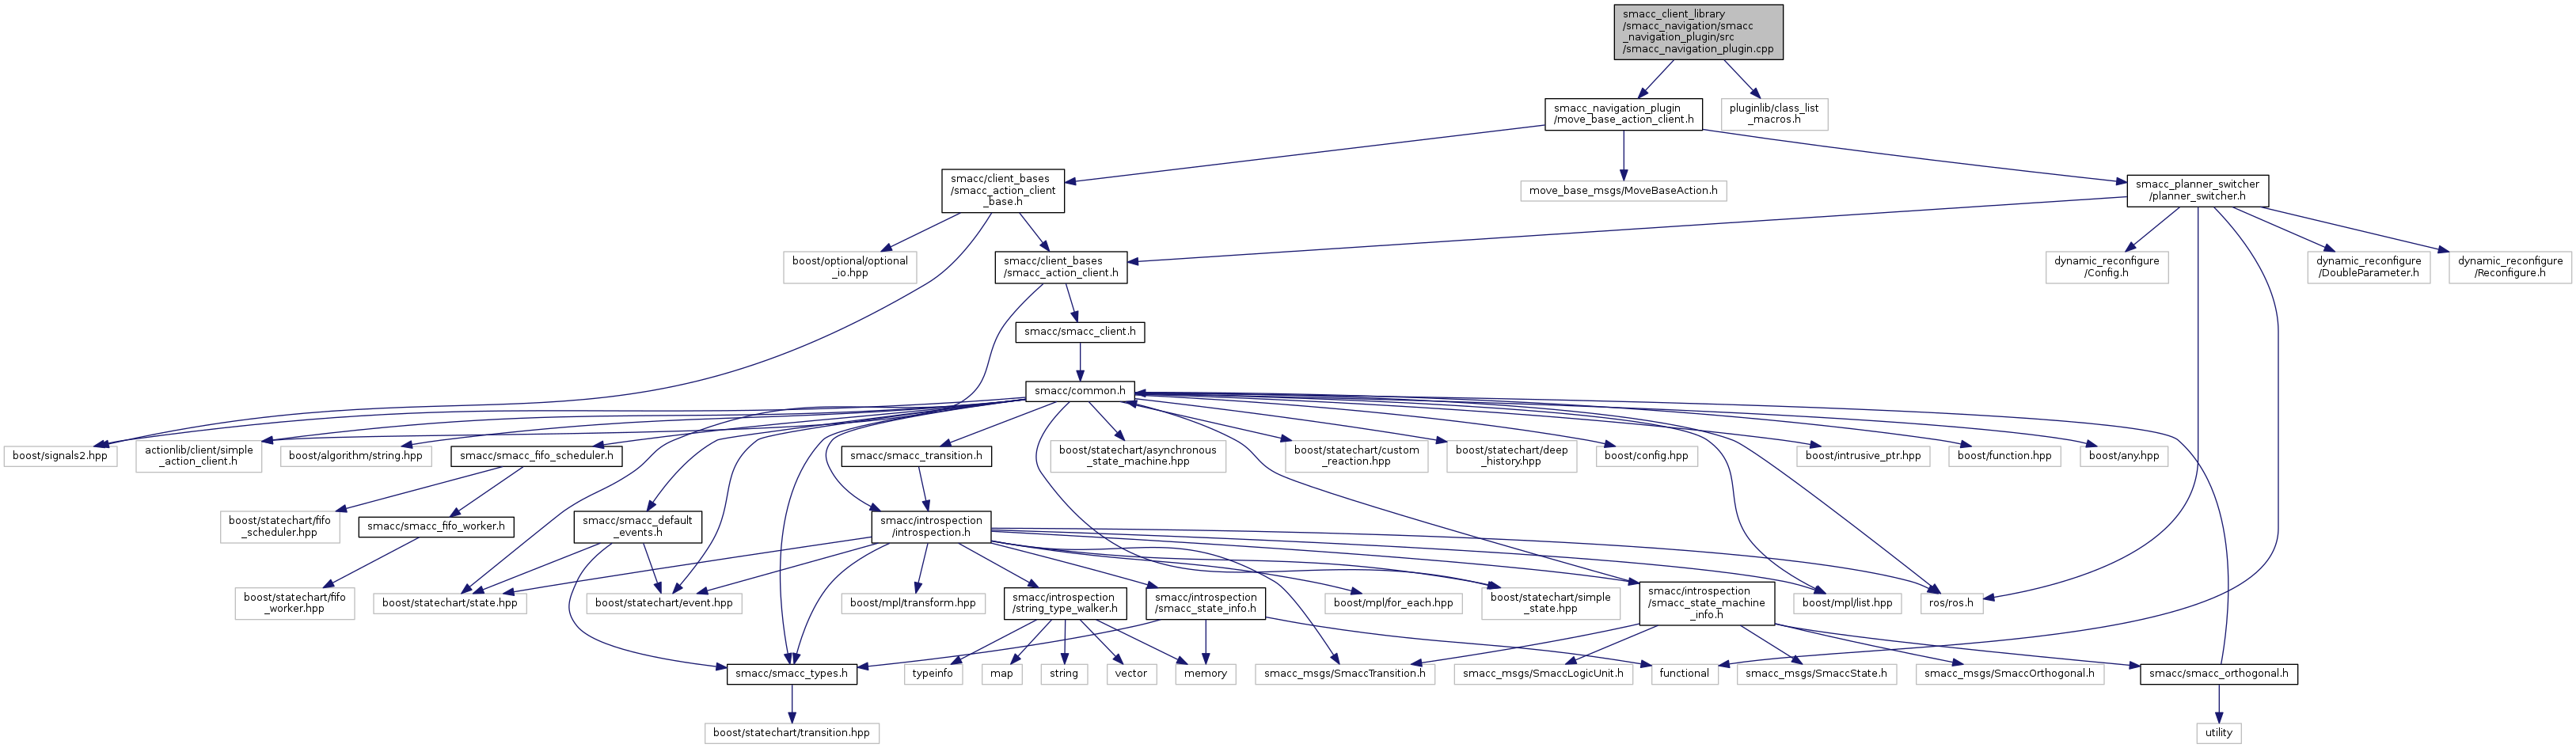 smacc_client_library
/smacc_navigation/smacc
_navigation_plugin/src
/smacc_navigation_plugin.cpp
smacc_navigation_plugin
/move_base_action_client.h
pluginlib/class_list
_macros.h
smacc/client_bases
/smacc_action_client
_base.h
move_base_msgs/MoveBaseAction.h
smacc_planner_switcher
/planner_switcher.h
boost/optional/optional
_io.hpp
smacc/client_bases
/smacc_action_client.h
dynamic_reconfigure
/Config.h
dynamic_reconfigure
/DoubleParameter.h
dynamic_reconfigure
/Reconfigure.h
smacc/smacc_client.h
smacc/common.h
boost/signals2.hpp
actionlib/client/simple
_action_client.h
boost/algorithm/string.hpp
smacc/smacc_fifo_scheduler.h
smacc/smacc_transition.h
boost/statechart/asynchronous
_state_machine.hpp
boost/statechart/custom
_reaction.hpp
boost/statechart/deep
_history.hpp
boost/config.hpp
boost/intrusive_ptr.hpp
boost/function.hpp
boost/any.hpp
boost/statechart/fifo
_scheduler.hpp
smacc/smacc_fifo_worker.h
smacc/smacc_default
_events.h
smacc/introspection
/introspection.h
boost/statechart/fifo
_worker.hpp
boost/statechart/state.hpp
boost/statechart/event.hpp
boost/mpl/transform.hpp
smacc/introspection
/string_type_walker.h
smacc/introspection
/smacc_state_info.h
boost/mpl/for_each.hpp
boost/statechart/simple
_state.hpp
smacc/introspection
/smacc_state_machine
_info.h
boost/mpl/list.hpp
ros/ros.h
smacc/smacc_types.h
typeinfo
map
string
vector
memory
smacc_msgs/SmaccTransition.h
smacc_msgs/SmaccLogicUnit.h
functional
smacc_msgs/SmaccState.h
smacc_msgs/SmaccOrthogonal.h
smacc/smacc_orthogonal.h
boost/statechart/transition.hpp
utility